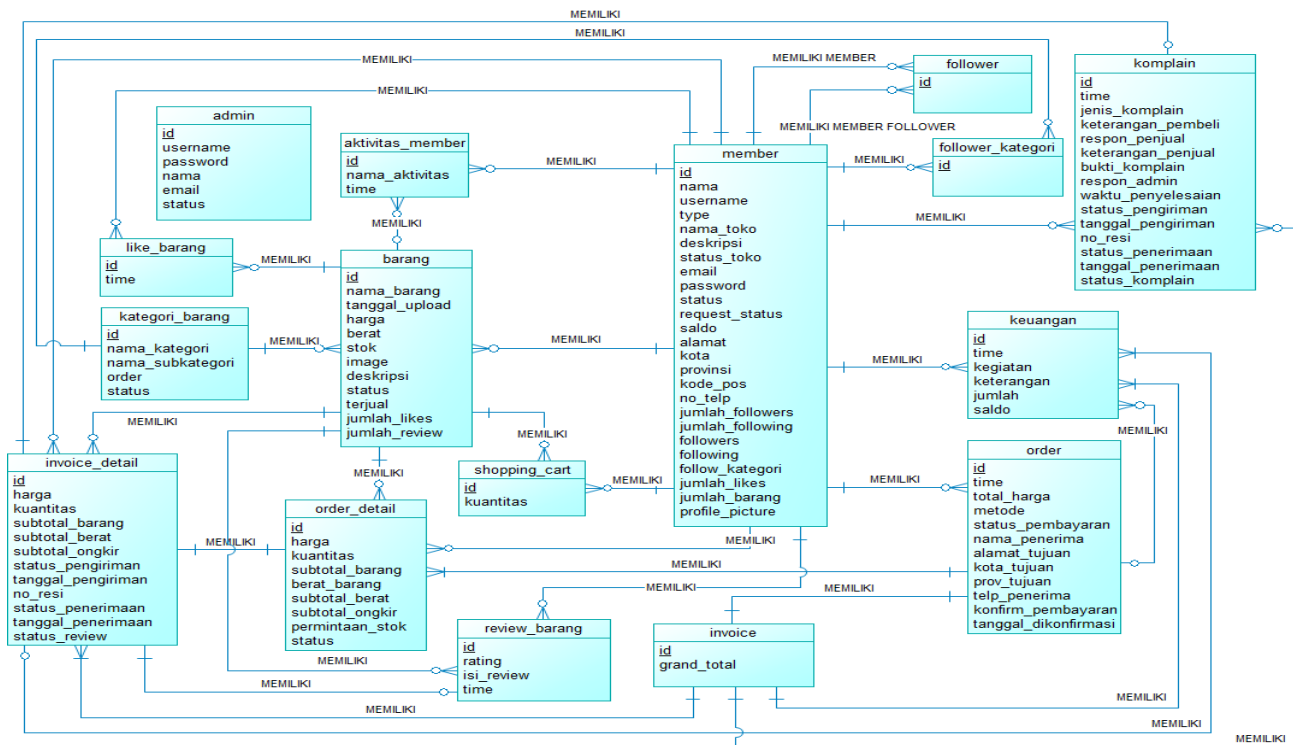 MEMILIKI
MEMILIKI
MEMILIKI
MEMILIKI
MEMILIKI MEMBER
MEMILIKI MEMBER FOLLOWER
follower
id
komplain
id
time
jenis_komplain
keterangan_pembeli
respon_penjual
keterangan_penjual
bukti_komplain
respon_admin
waktu_penyelesaian
status_pengiriman
tanggal_pengiriman
no_resi
status_penerimaan
tanggal_penerimaan
status_komplain
admin
id
username
password
nama
email
status
aktivitas_member
id
nama_aktivitas
time
MEMILIKI
MEMILIKI
member
id
nama
username
type
nama_toko
deskripsi
status_toko
email
password
status
request_status
saldo
alamat
kota
provinsi
kode_pos
no_telp
jumlah_followers
jumlah_following
followers
following
follow_kategori
jumlah_likes
jumlah_barang
profile_picture
MEMILIKI
follower_kategori
id
MEMILIKI
like_barang
id
time
MEMILIKI
barang
id
nama_barang
tanggal_upload
harga
berat
stok
image
deskripsi
status
terjual
jumlah_likes
jumlah_review
kategori_barang
id
nama_kategori
nama_subkategori
order
status
MEMILIKI
MEMILIKI
MEMILIKI
keuangan
id
time
kegiatan
keterangan
jumlah
saldo
MEMILIKI
MEMILIKI
MEMILIKI
MEMILIKI
invoice_detail
id
harga
kuantitas
subtotal_barang
subtotal_berat
subtotal_ongkir
status_pengiriman
tanggal_pengiriman
no_resi
status_penerimaan
tanggal_penerimaan
status_review
shopping_cart
id
kuantitas
MEMILIKI
MEMILIKI
order
id
time
total_harga
metode
status_pembayaran
nama_penerima
alamat_tujuan
kota_tujuan
prov_tujuan
telp_penerima
konfirm_pembayaran
tanggal_dikonfirmasi
order_detail
id
harga
kuantitas
subtotal_barang
berat_barang
subtotal_berat
subtotal_ongkir
permintaan_stok
status
MEMILIKI
MEMILIKI
MEMILIKI
MEMILIKI
MEMILIKI
review_barang
id
rating
isi_review
time
invoice
id
grand_total
MEMILIKI
MEMILIKI
MEMILIKI
MEMILIKI